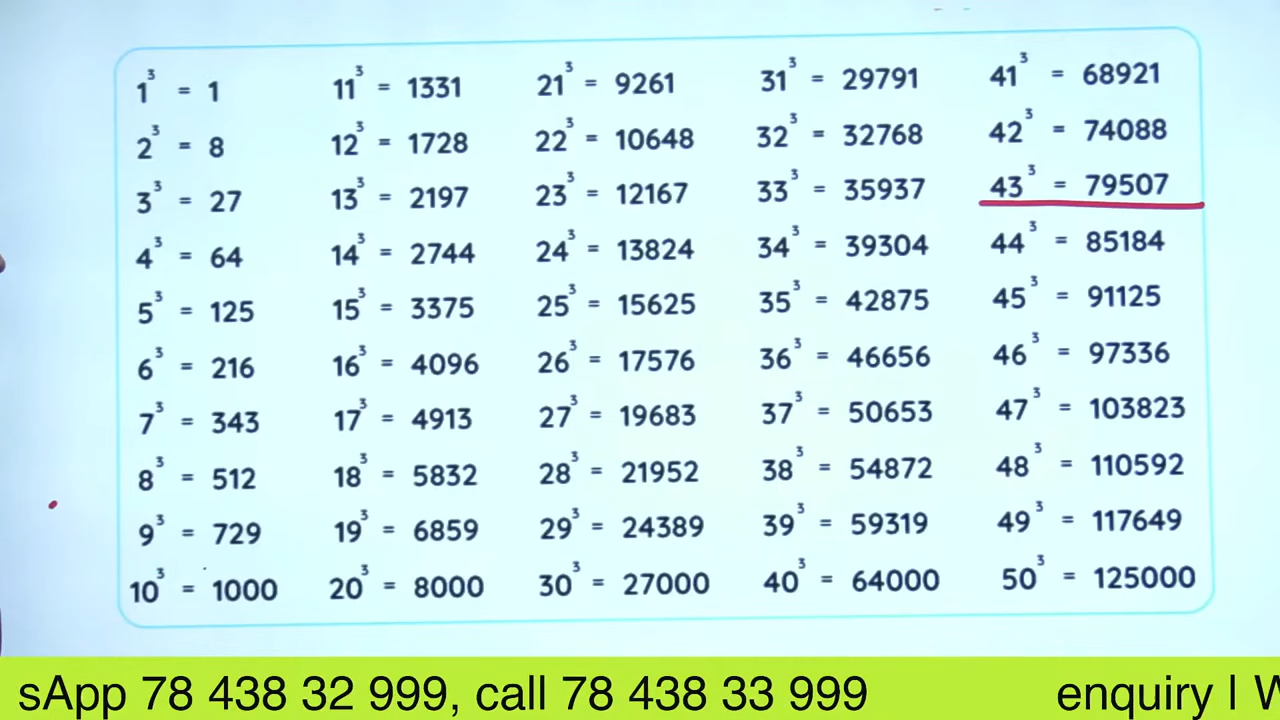 1³ = 1 11³ = 1331 21³ = 9261 31³ = 29791 41³ = 68921
2³ = 8 12³ = 1728 22³ = 10648 32³ = 32768 42³ = 74088
3³ = 27 13³ = 2197 23³ = 12167 33³ = 35937 43³ = 79507
4³ = 64 14³ = 2744 24³ = 13824 34³ = 39304 44³ = 85184
5³ = 125 15³ = 3375 25³ = 15625 35³ = 42875 45³ = 91125
6³ = 216 16³ = 4096 26³ = 17576 36³ = 46656 46³ = 97336
7³ = 343 17³ = 4913 27³ = 19683 37³ = 50653 47³ = 103823
8³ = 512 18³ = 5832 28³ = 21952 38³ = 54872 48³ = 110592
9³ = 729 19³ = 6859 29³ = 24389 39³ = 59319 49³ = 117649
10³ = 1000 20³ = 8000 30³ = 27000 40³ = 64000 50³ = 125000
sApp 78 438 32 999, call 78 438 33 999 enquiry I W